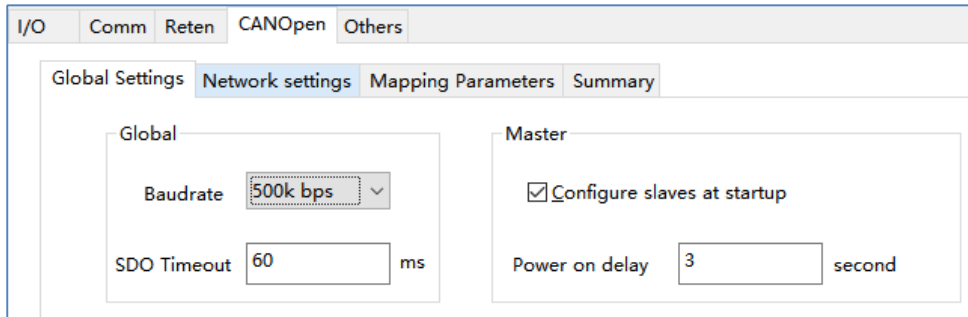 I/O Comm Reten CANOpen Others
Global Settings Network settings Mapping Parameters Summary
Global Master
Baudrate 500k bps Configure slaves at startup
SDO Timeout 60 ms Power on delay 3 second